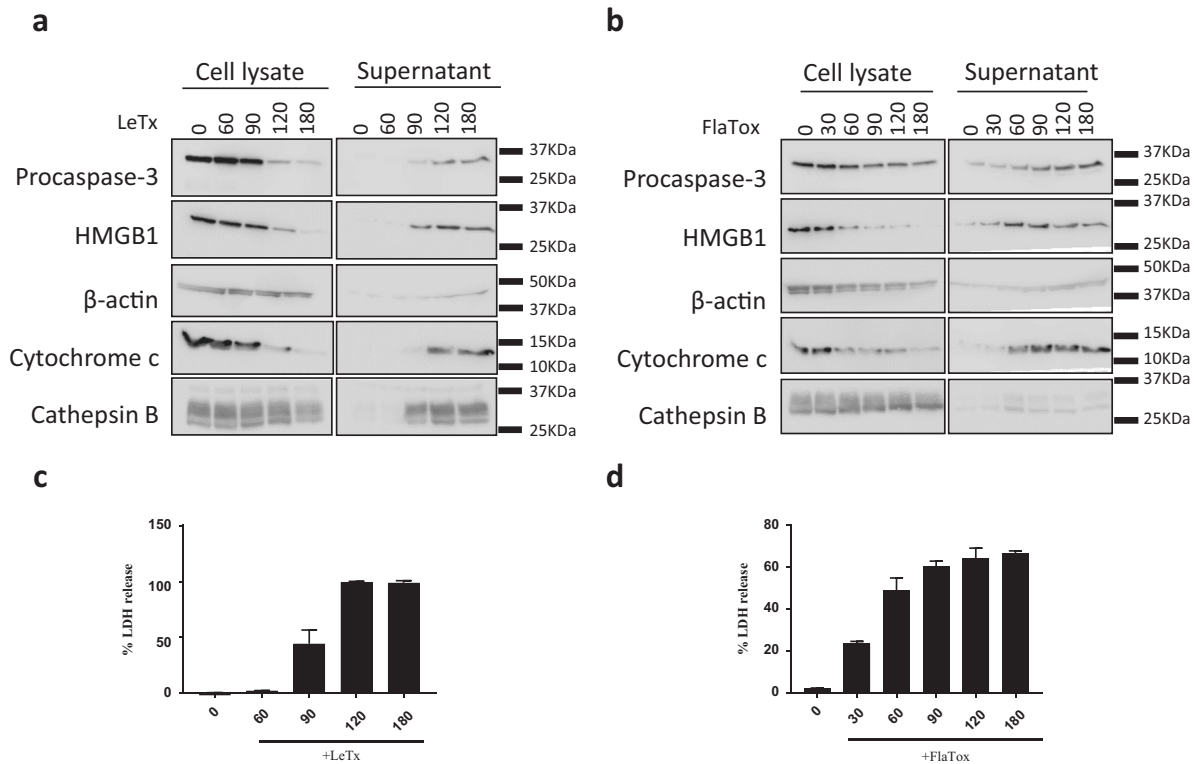 a
Cell lysate Supernatant
LeTx 0 60 90 120 180 0 60 90 120 180
Procaspase-3 37KDa
25KDa
HMGB1 37KDa
25KDa
β-actin 50KDa
37KDa
Cytochrome c 15KDa
10KDa
Cathepsin B 37KDa
25KDa
b
Cell lysate Supernatant
FlaTox 0 30 60 90 120 180 0 30 60 90 120 180
Procaspase-3 37KDa
25KDa
HMGB1 37KDa
25KDa
β-actin 50KDa
37KDa
Cytochrome c 15KDa
10KDa
Cathepsin B 37KDa
25KDa
c
% LDH release
150
100
50
0
0 60 90 120 180
+LeTx
d
% LDH release
80
60
40
20
0
0 30 60 90 120 180
+FlaTox